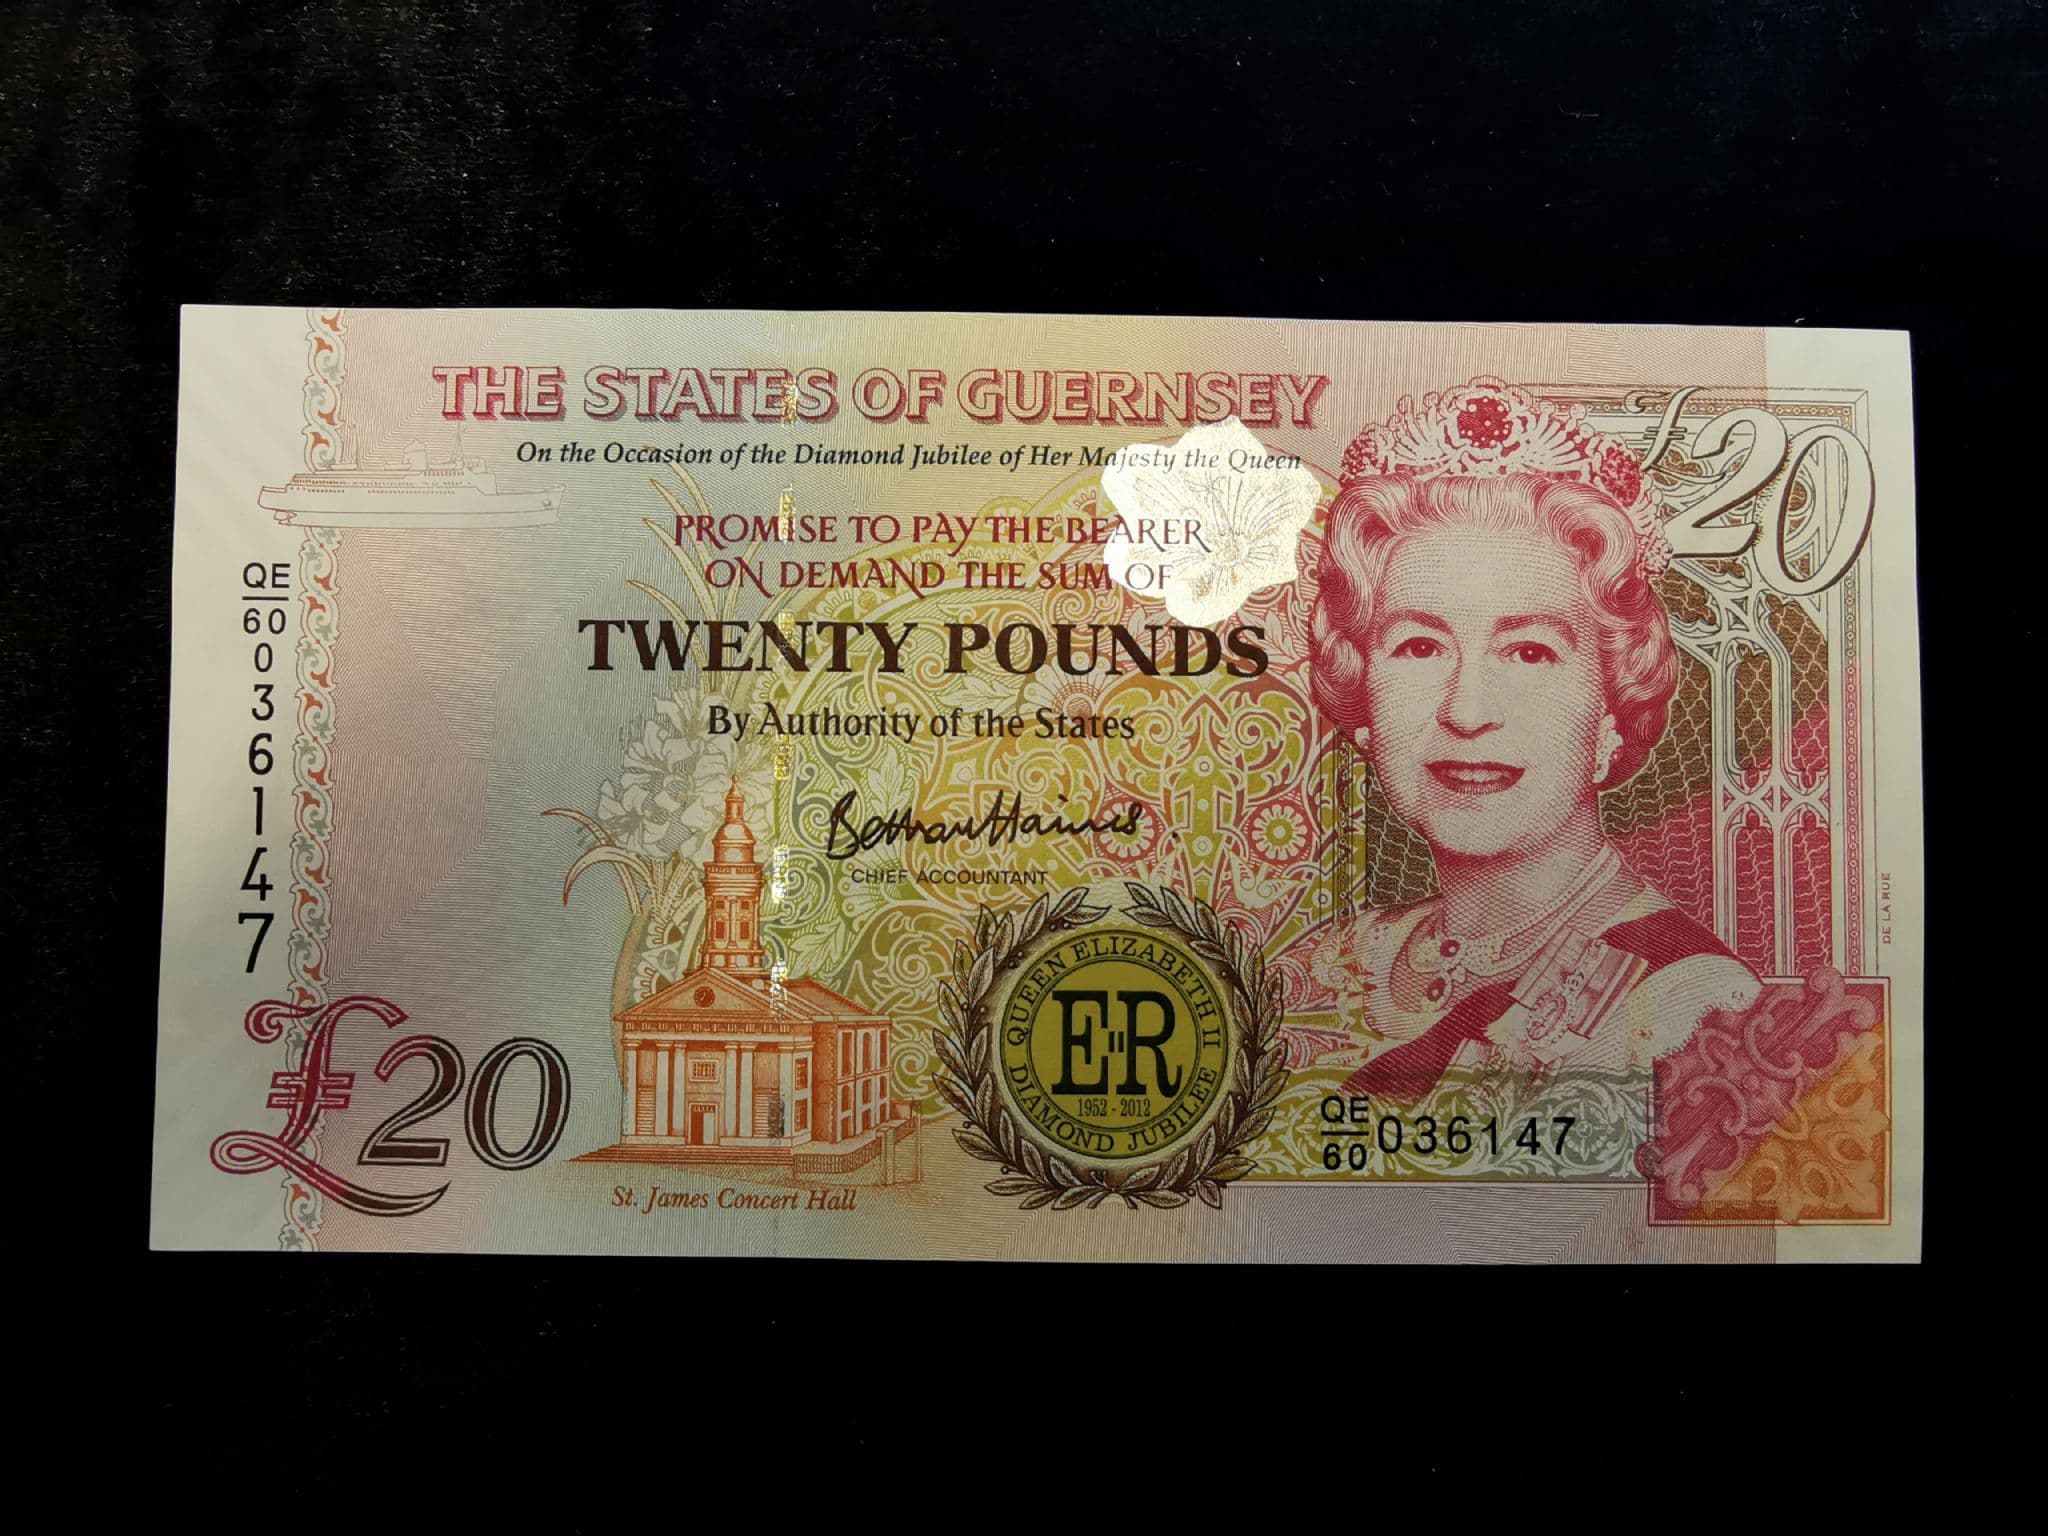 THE STATES OF GUERNSEY
On the Occasion of the Diamond Jubilee of Her Majesty the Queen
£20
PROMISE TO PAY THE BEARER
ON DEMAND THE SUM OF
TWENTY POUNDS
By Authority of the States
QE
60
036147
Bethan Haines
CHIEF ACCOUNTANT
DE LA RUE
£20
St. James Concert Hall
QUEEN ELIZABETH II
E II R
1952 - 2012
DIAMOND JUBILEE
QE
60 036147